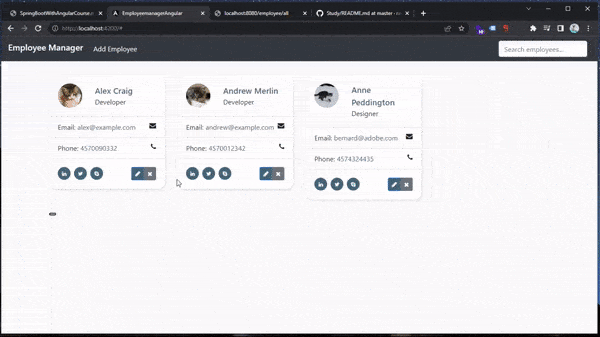 SpringBootWithAngularCourse
EmployeemanagerAngular
localhost:8080/employee/all
Study/README.md at master
http://localhost:4200/#
Employee Manager
Add Employee
Search employees...
Alex Craig
Developer
Email: alex@example.com
Phone: 4570090332
Andrew Merlin
Developer
Email: andrew@example.com
Phone: 4570012342
Anne
Peddington
Designer
Email: bernard@adobe.com
Phone: 4574324435